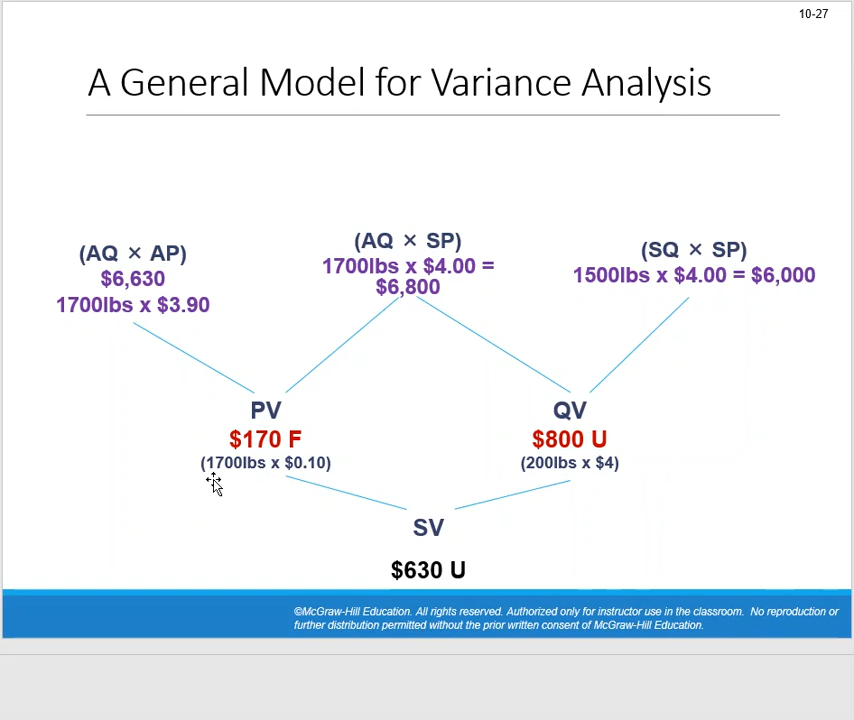 10-27
A General Model for Variance Analysis
(AQ × AP)
$6,630
1700lbs x $3.90
(AQ × SP)
1700lbs x $4.00 =
$6,800
(SQ × SP)
1500lbs x $4.00 = $6,000
PV
$170 F
(1700lbs x $0.10)
QV
$800 U
(200lbs x $4)
SV
$630 U
©McGraw-Hill Education. All rights reserved. Authorized only for instructor use in the classroom. No reproduction or
further distribution permitted without the prior written consent of McGraw-Hill Education.